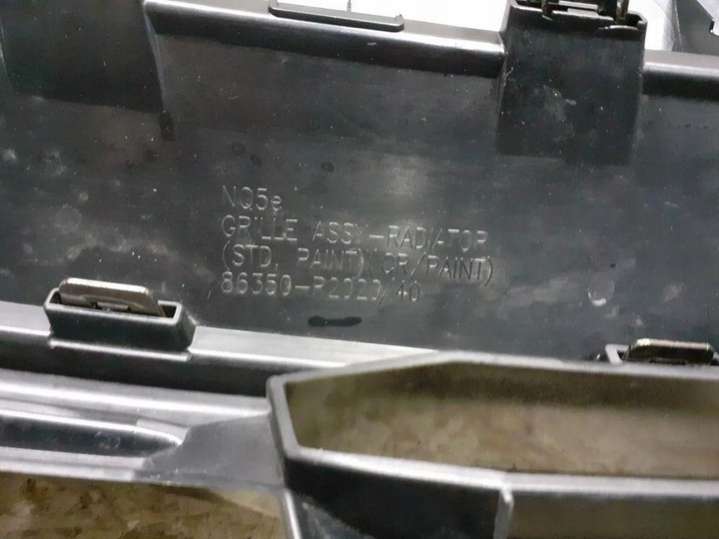 NQ5e
GRILLE ASSY-RADIATOR
(STD, PAINT)(CR/PAINT)
86350-P2020/40